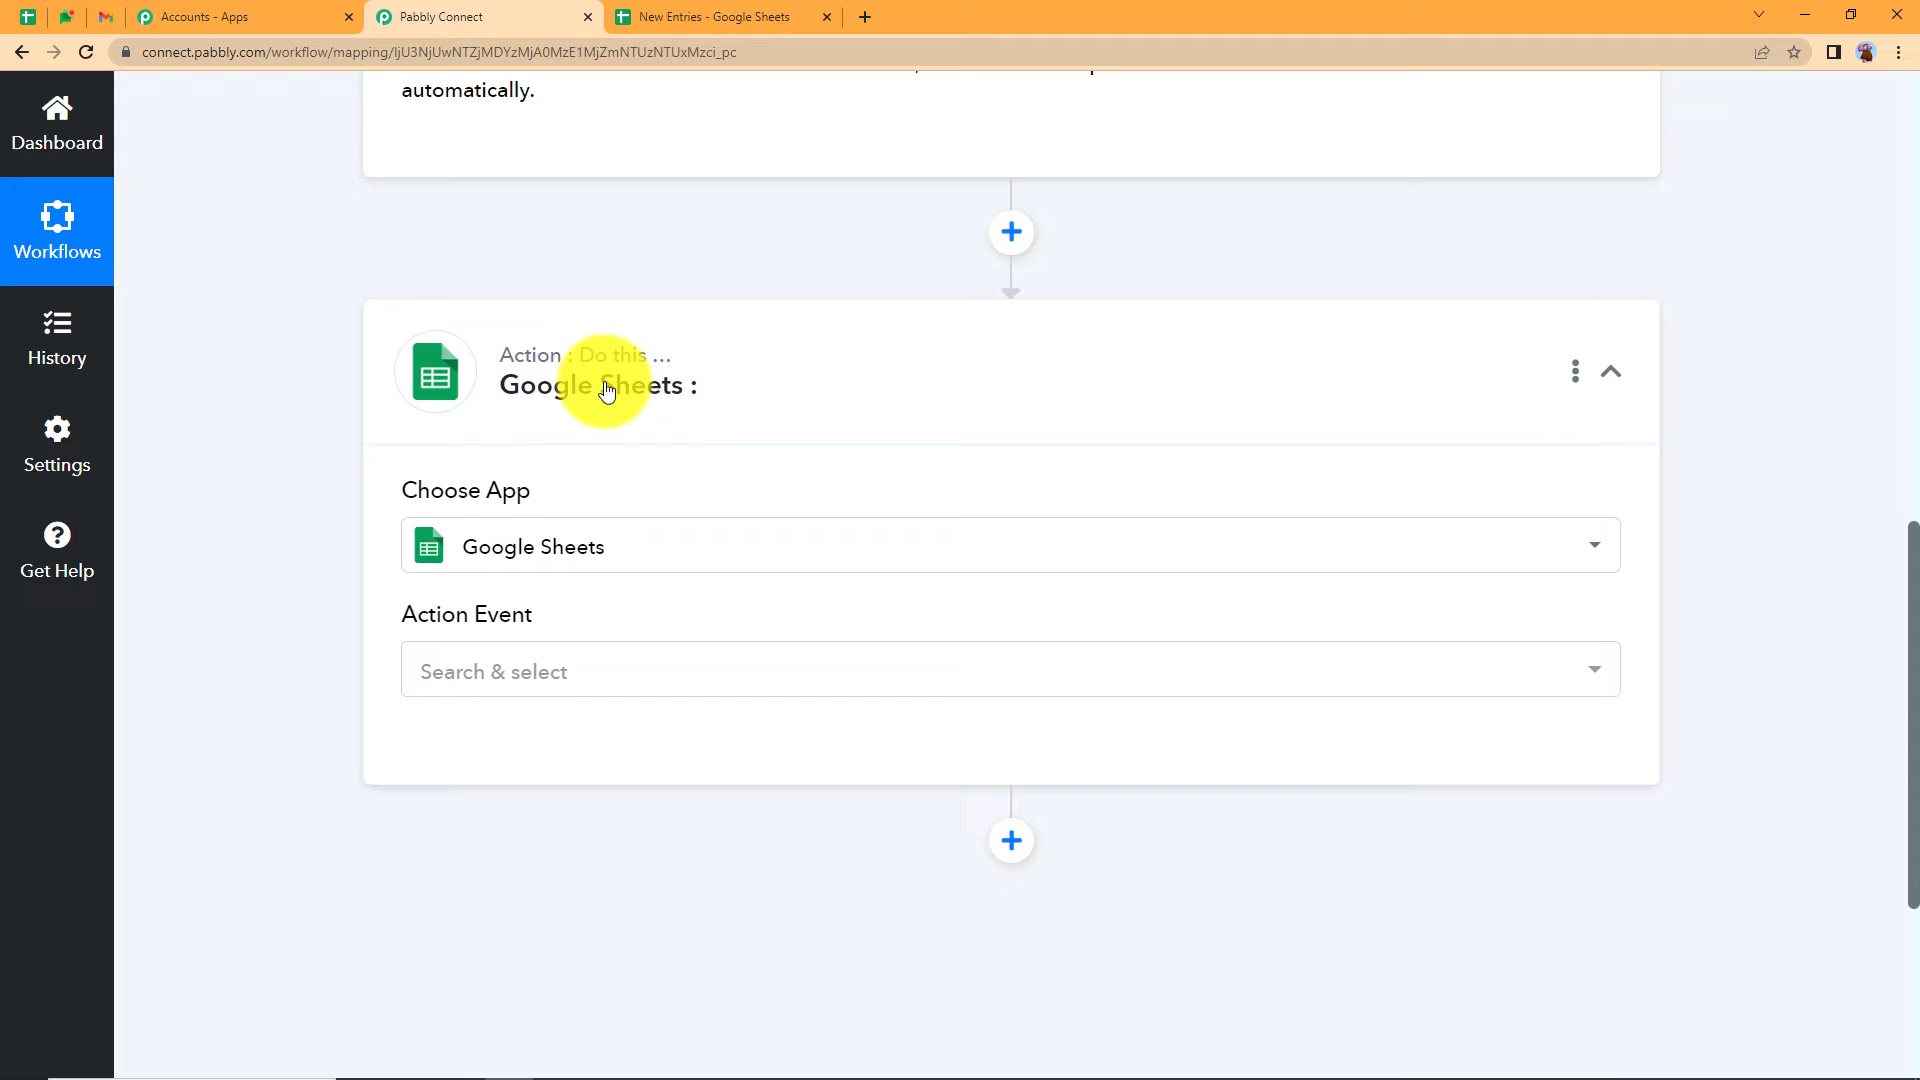 Accounts - Apps
Pabbly Connect
New Entries - Google Sheets
connect.pabbly.com/workflow/mapping/IjU3NjUwNTZjMDYzMjA0MzE1MjZmNTUzNTUxMzci_pc
automatically.
Dashboard
Workflows
History
Settings
Get Help
Action : Do this ...
Google Sheets :
Choose App
Google Sheets
Action Event
Search & select